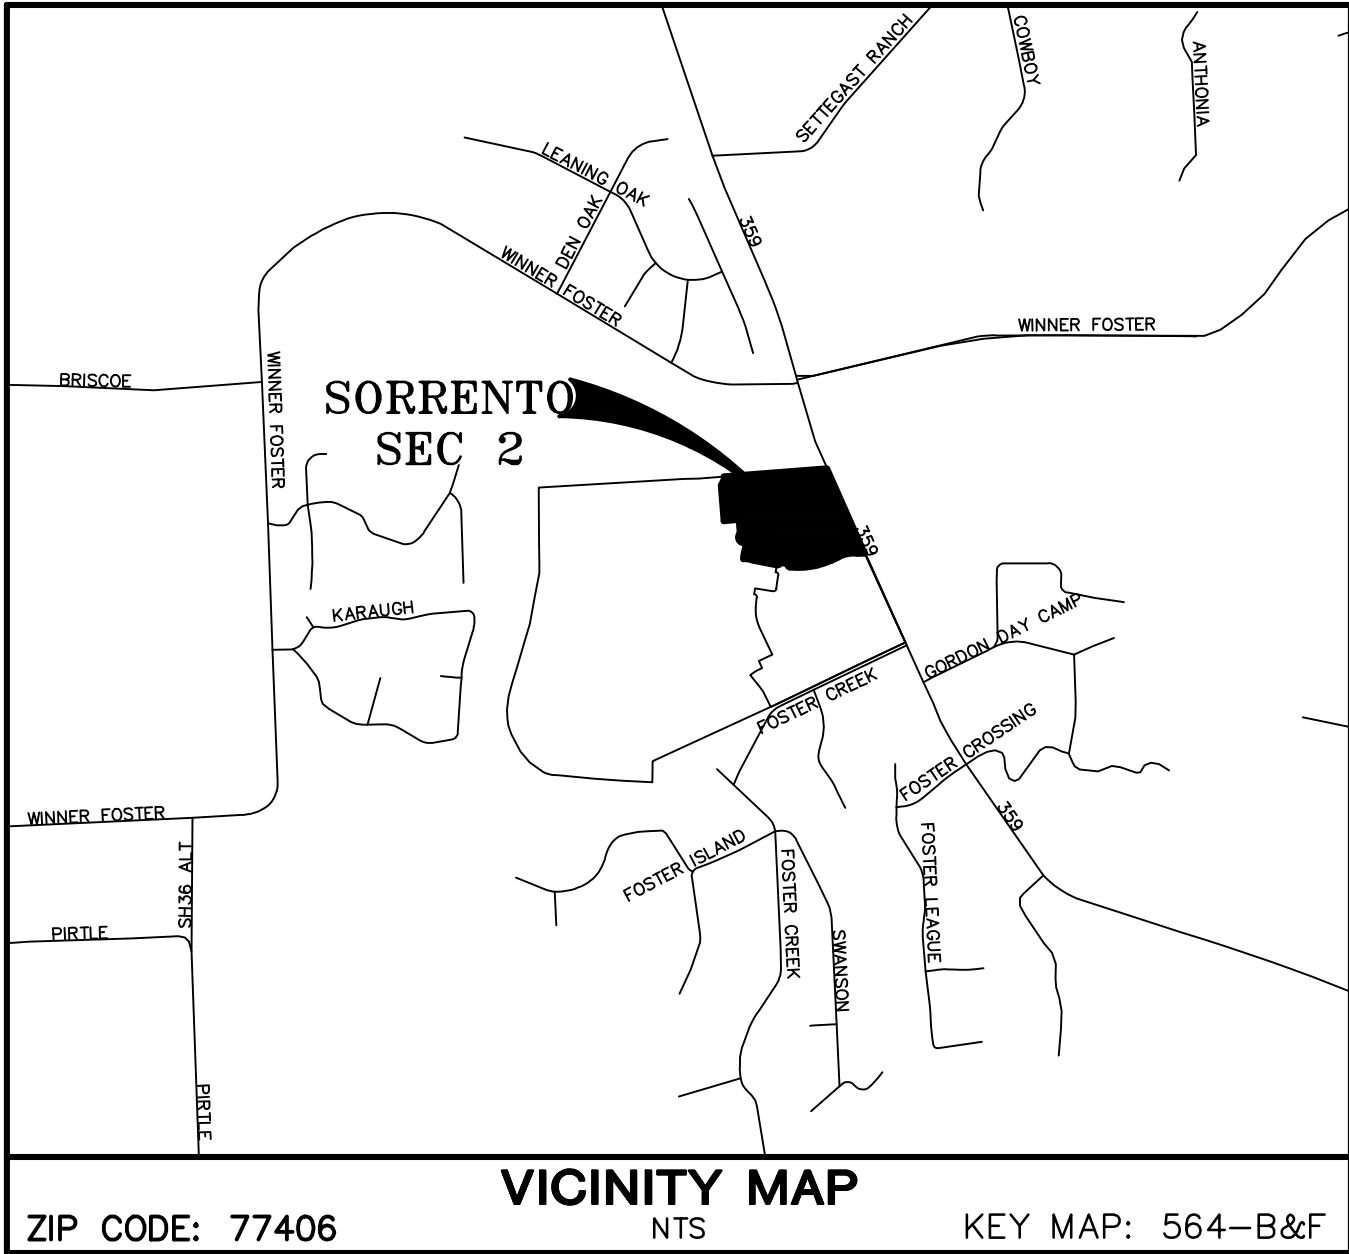 SETTEGAST RANCH
COWBOY
ANTHONIA
LEANING OAK
DEN OAK
359
WINNER FOSTER
WINNER FOSTER
BRISCOE
WINNER FOSTER
SORRENTO
SEC 2
359
KARAUGH
GORDON DAY CAMP
FOSTER CREEK
FOSTER CROSSING
WINNER FOSTER
359
SH36 ALT
FOSTER ISLAND
FOSTER CREEK
FOSTER LEAGUE
PIRTLE
SWANSON
PIRTLE
VICINITY MAP
ZIP CODE: 77406
NTS
KEY MAP: 564-B&F